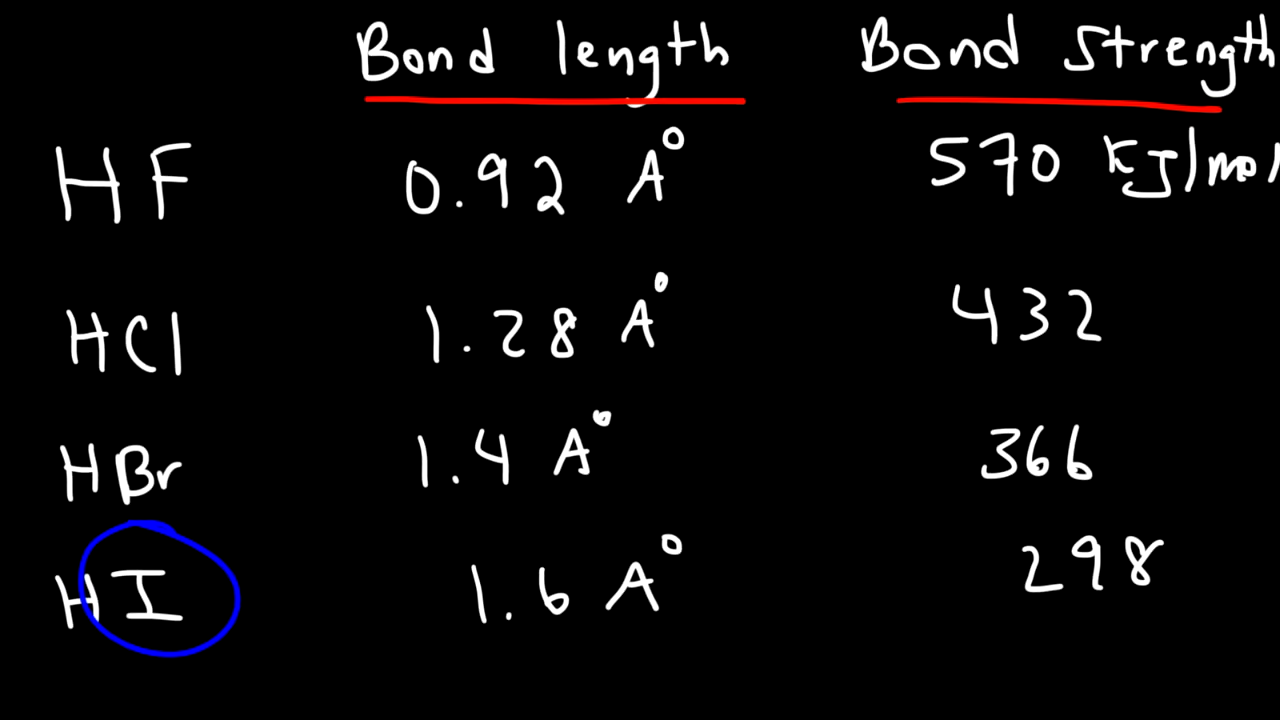 Bond length Bond Strength
HF 0.92 A° 570 KJ/mol
HCl 1.28 A° 432
HBr 1.4 A° 366
HI 1.6 A° 298